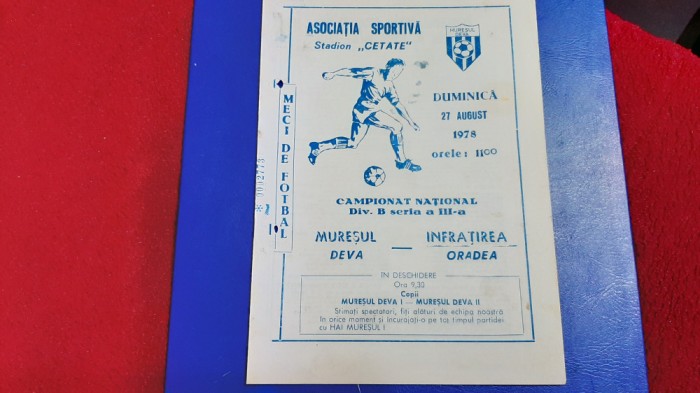 ASOCIAȚIA SPORTIVĂ
Stadion „CETATE"
MUREȘUL
DEVA
MECI DE FOTBAL
DUMINICĂ
27 AUGUST
1978
orele: 11⁰⁰
CAMPIONAT NAȚIONAL
Div. B seria a III-a
MUREȘUL — INFRATIREA
DEVA ORADEA
IN DESCHIDERE
Ora 9,30
Copii
MUREȘUL DEVA I — MUREȘUL DEVA II
Stimați spectatori, fiți alături de echipa noastră
în orice moment și încurajați-o pe tot timpul partidei
cu HAI MUREȘUL !